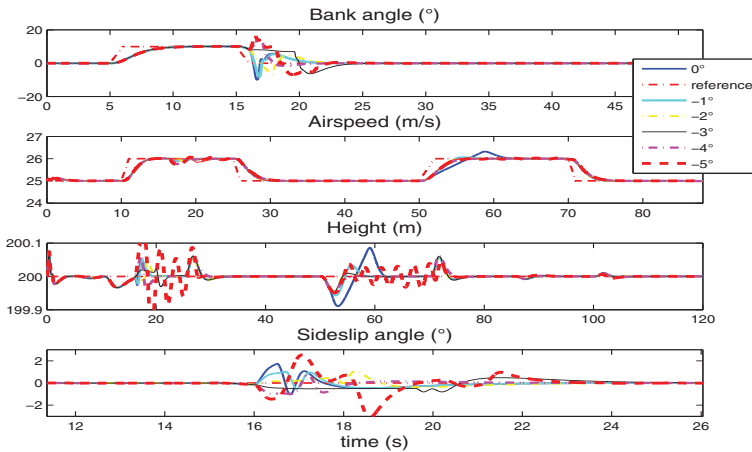 Bank angle (°)
20
0
−20
0 5 10 15 20 25 30 35 40 45
0°
reference
−1°
−2°
−3°
−4°
−5°
Airspeed (m/s)
27
26
25
24
0 10 20 30 40 50 60 70 80
Height (m)
200.1
200
199.9
0 20 40 60 80 100 120
Sideslip angle (°)
2
0
−2
12 14 16 18 20 22 24 26
time (s)